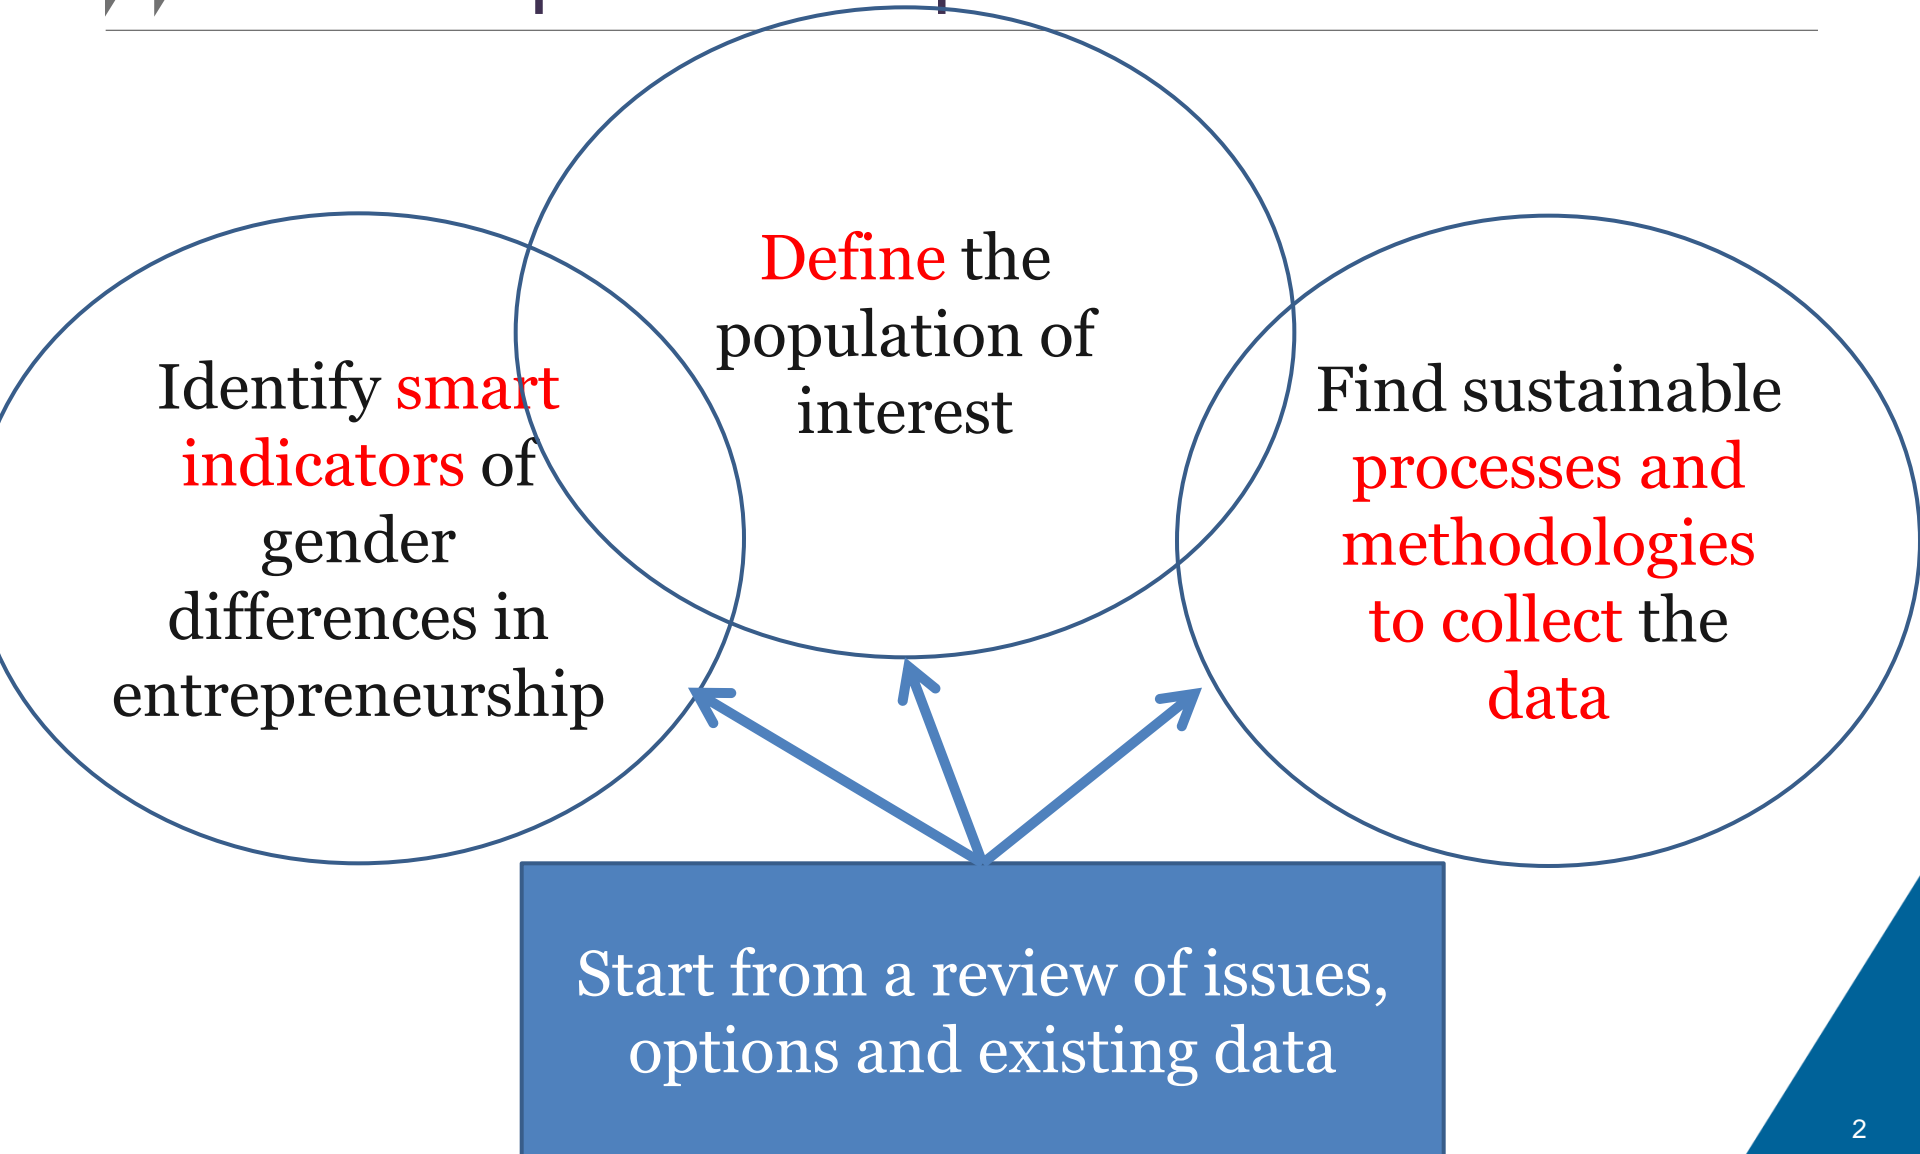 Define the
population of
interest
Identify smart
indicators of
gender
differences in
entrepreneurship
Find sustainable
processes and
methodologies
to collect the
data
Start from a review of issues,
options and existing data
2